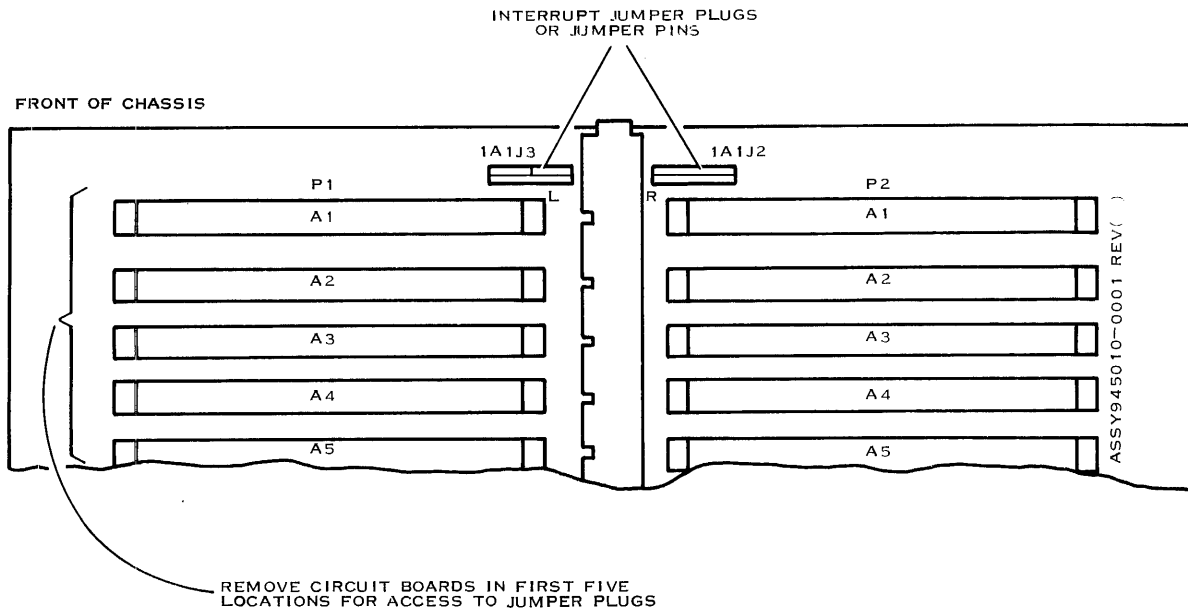 INTERRUPT JUMPER PLUGS
OR JUMPER PINS
FRONT OF CHASSIS
1A1J3
1A1J2
P1
L
R
P2
A1
A1
A2
A2
A3
A3
A4
A4
A5
A5
ASSY945010-0001 REV( )
REMOVE CIRCUIT BOARDS IN FIRST FIVE
LOCATIONS FOR ACCESS TO JUMPER PLUGS